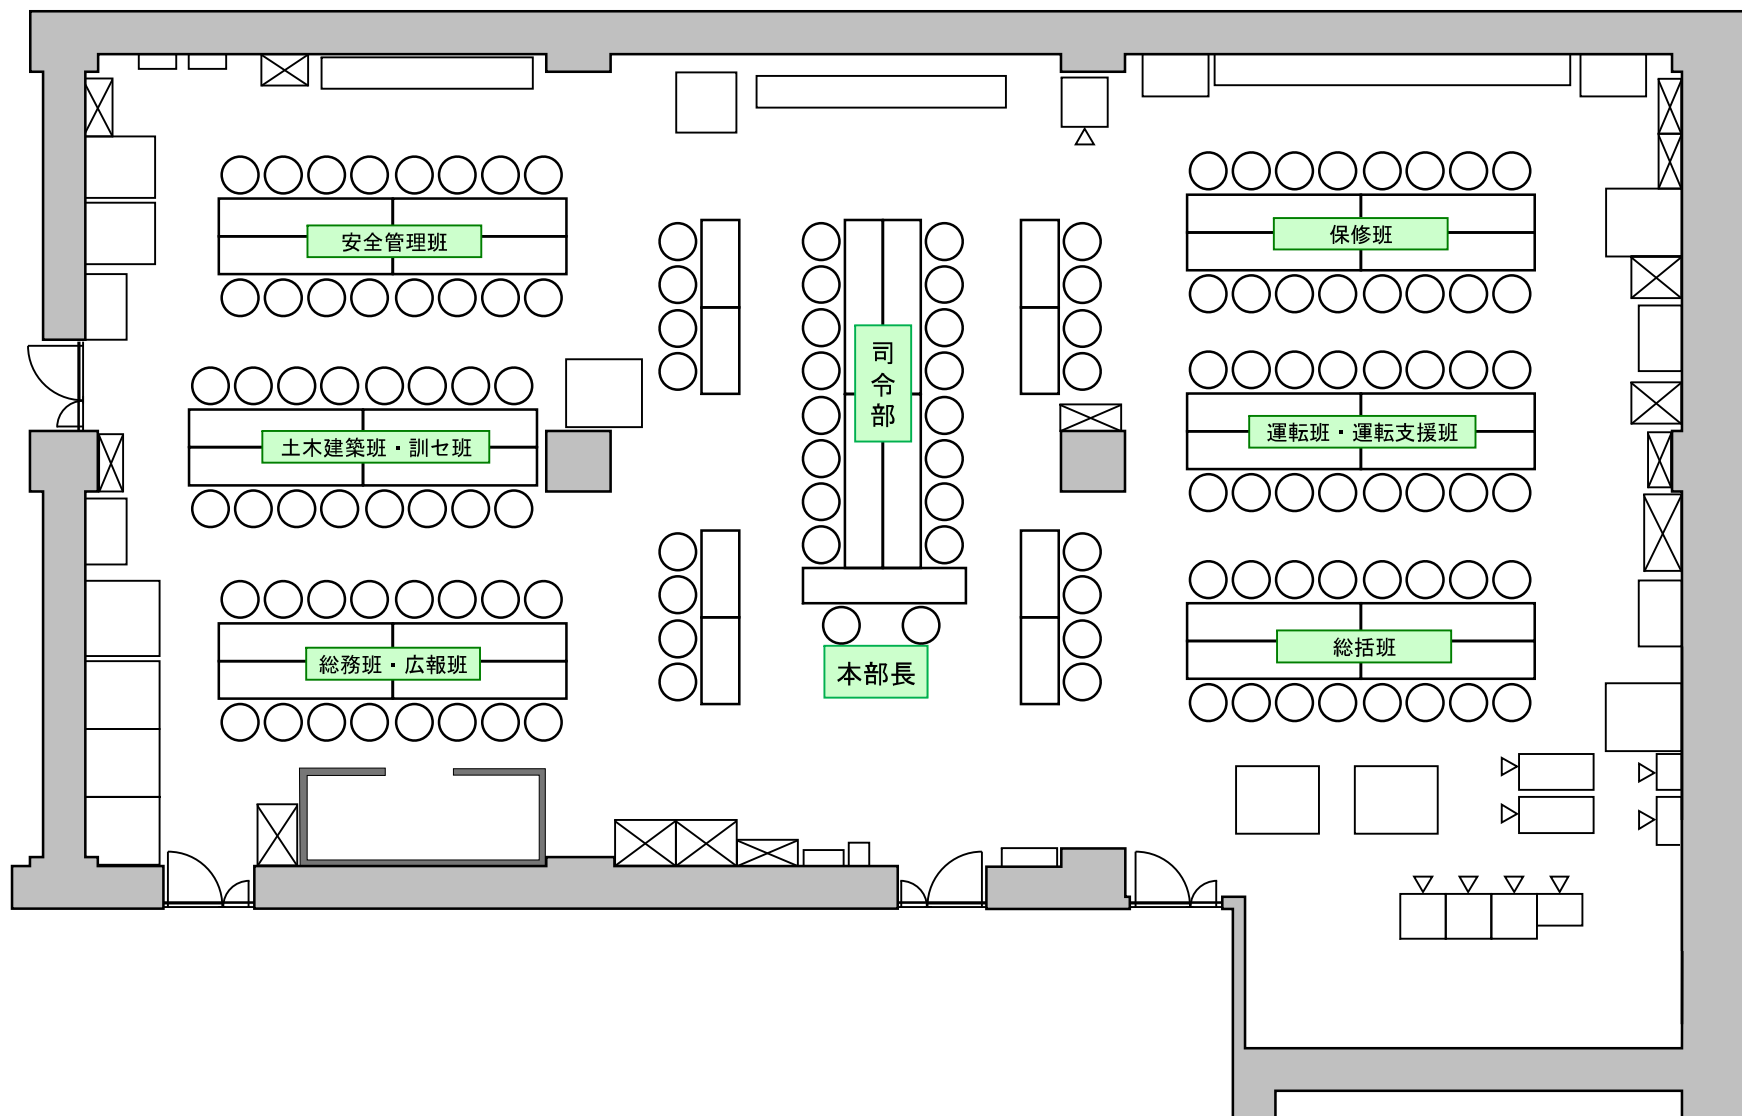 安全管理班
保修班
司令部
土木建築班・訓セ班
運転班・運転支援班
総務班・広報班
総括班
本部長